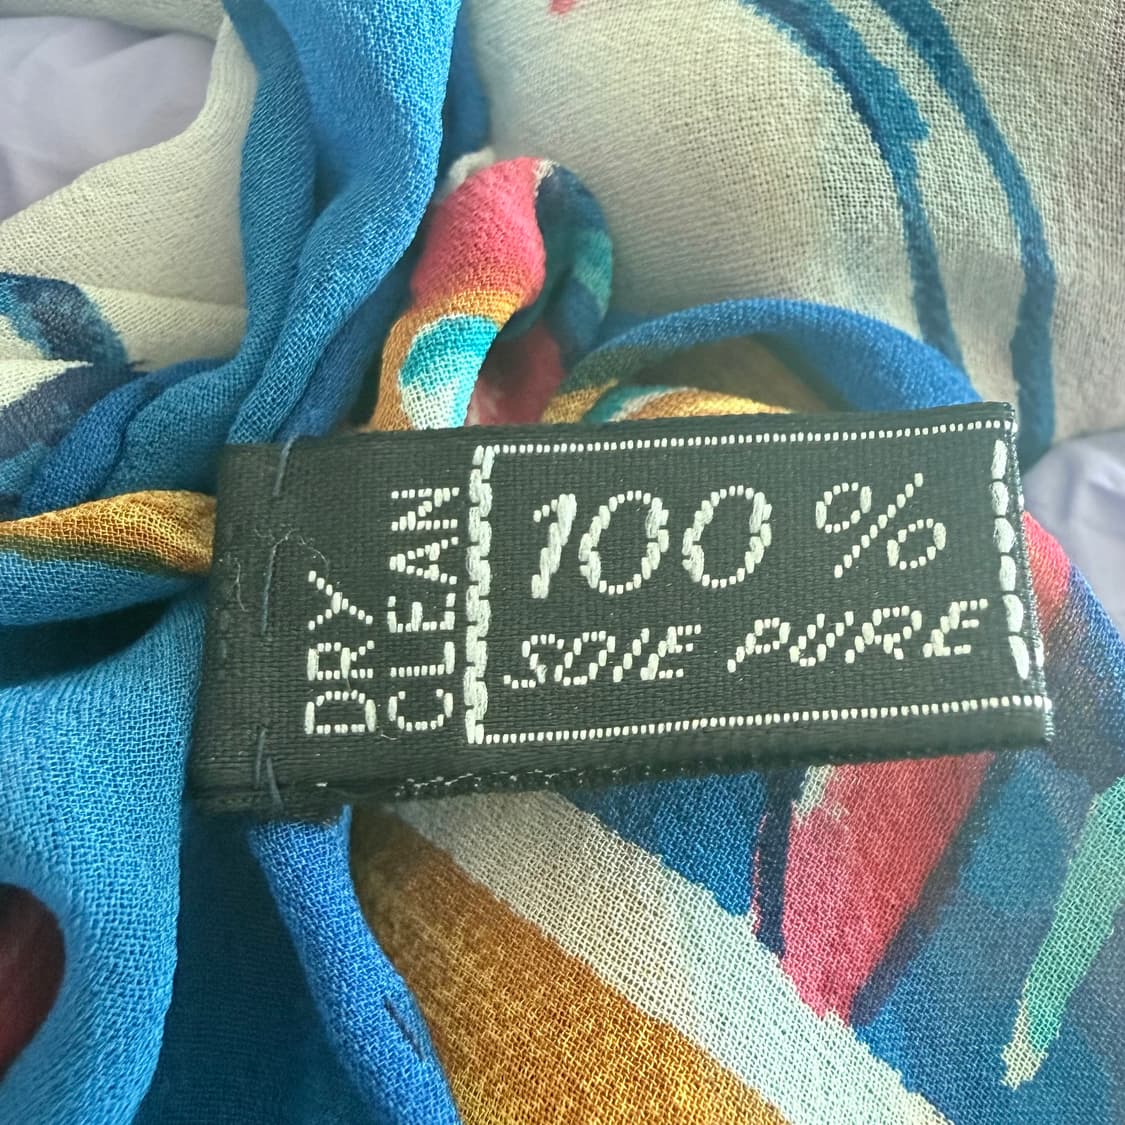 DRY
CLEAN
100 %
SOIE PURE